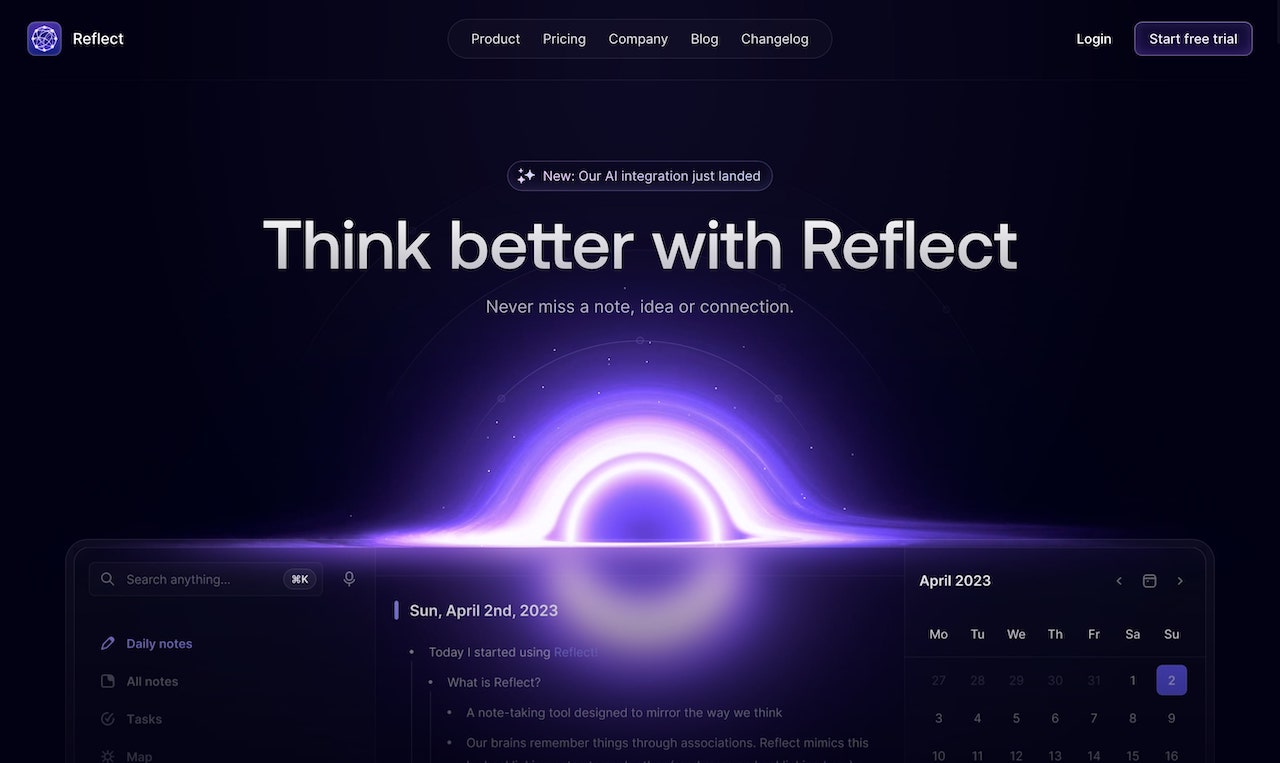 Reflect
Product Pricing Company Blog Changelog
Login
Start free trial
New: Our AI integration just landed
Think better with Reflect
Never miss a note, idea or connection.
Search anything...
⌘K
Daily notes
All notes
Tasks
Map
Sun, April 2nd, 2023
Today I started using Reflect!
What is Reflect?
A note-taking tool designed to mirror the way we think
Our brains remember things through associations. Reflect mimics this
April 2023
Mo Tu We Th Fr Sa Su
27 28 29 30 31 1 2
3 4 5 6 7 8 9
10 11 12 13 14 15 16